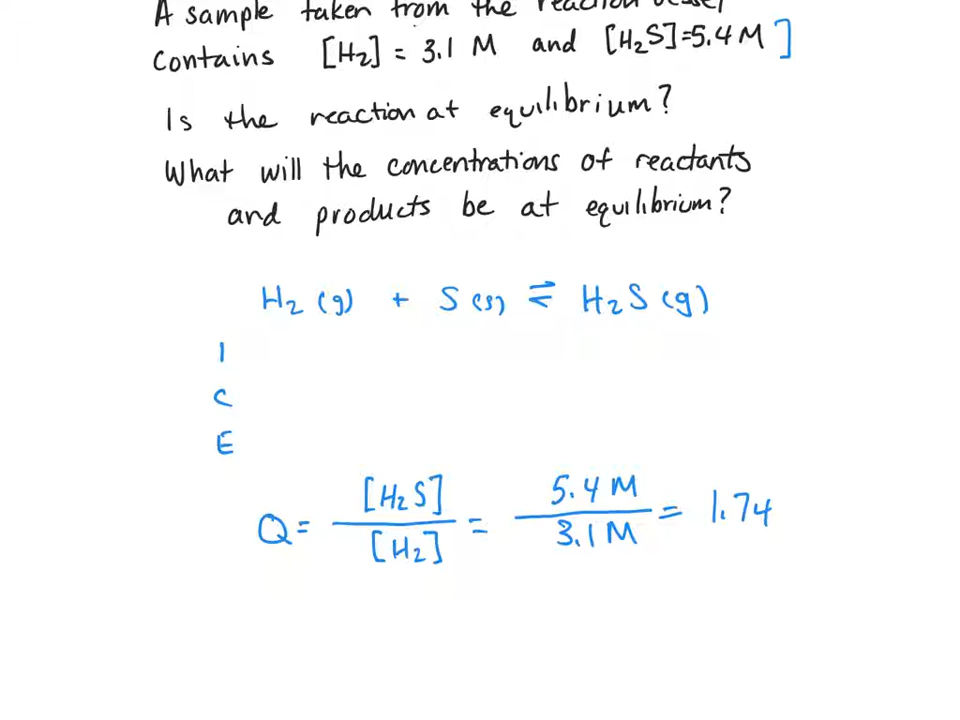 A sample taken from the reaction vessel
contains [H₂] = 3.1 M and [H₂S]=5.4 M ]
Is the reaction at equilibrium?
What will the concentrations of reactants
and products be at equilibrium?
H₂ (g) + S (s) ⇌ H₂S (g)
I
C
E
Q = [H₂S] / [H₂] = 5.4 M / 3.1 M = 1.74